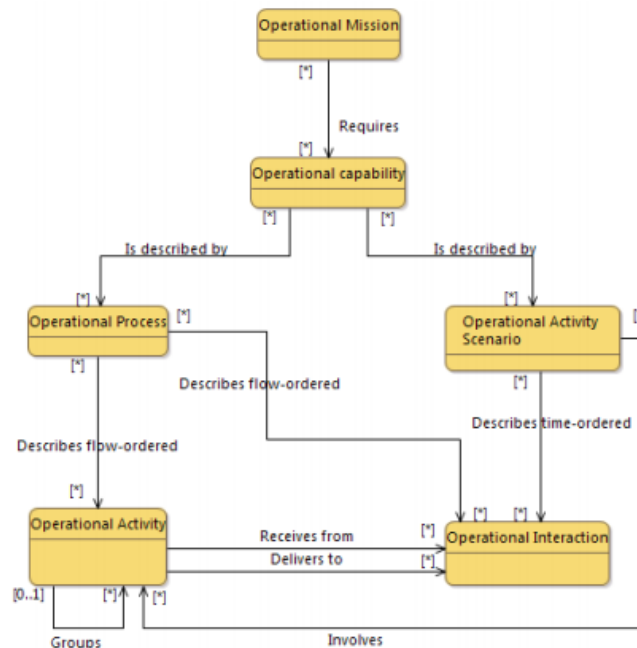 Operational Mission
[*]
Requires
[*]
Operational capability
[*]
[*]
Is described by
Is described by
[*]
[*]
Operational Process
[*]
Operational Activity
Scenario
[*]
[*]
Describes flow-ordered
Describes time-ordered
Describes flow-ordered
[*]
[*]
[*]
Operational Activity
Receives from
[*]
Operational Interaction
Delivers to
[*]
[0..1]
[*]
[*]
Groups
Involves